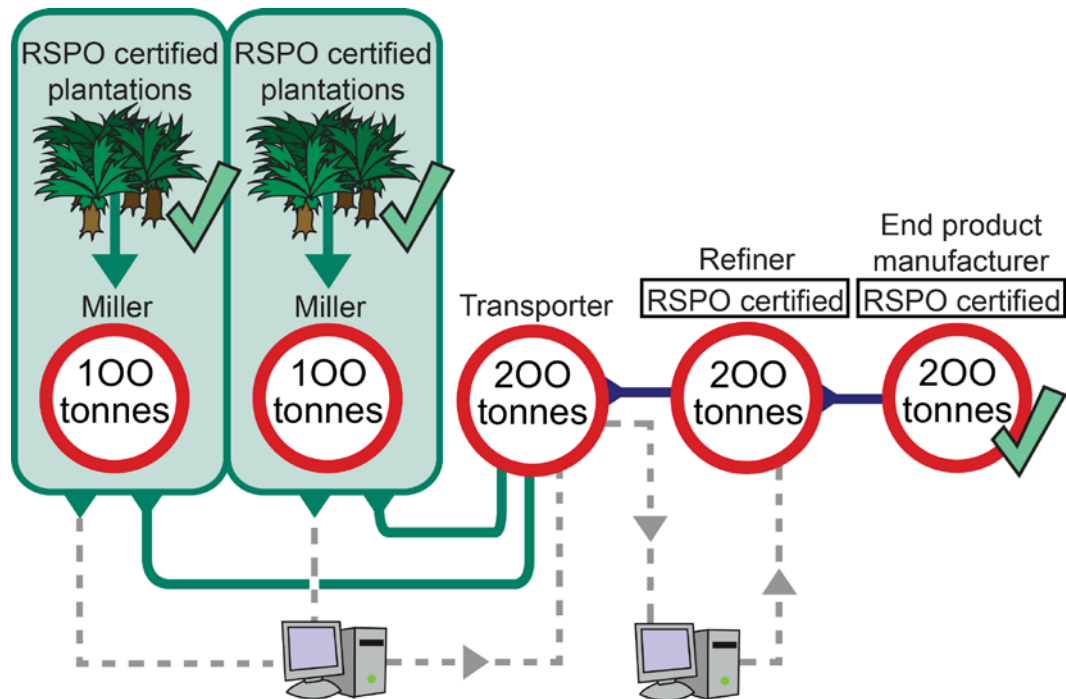 RSPO certified
plantations
Miller
100
tonnes
RSPO certified
plantations
Miller
100
tonnes
Transporter
200
tonnes
Refiner
RSPO certified
200
tonnes
End product
manufacturer
RSPO certified
200
tonnes